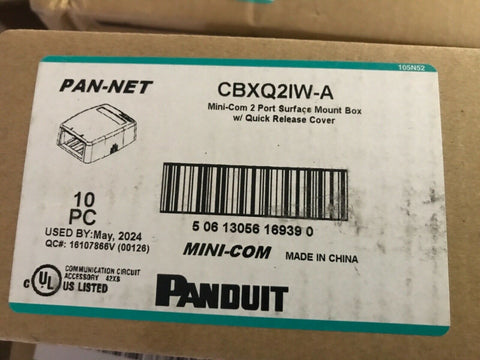 105N52
PAN-NET
CBXQ2IW-A
Mini-Com 2 Port Surface Mount Box
w/ Quick Release Cover
10
PC
5 06 13056 16939 0
USED BY:May, 2024
QC#: 16107866V (00126)
MINI-COM
MADE IN CHINA
COMMUNICATION CIRCUIT
ACCESSORY 42XS
C UL US LISTED
PANDUIT